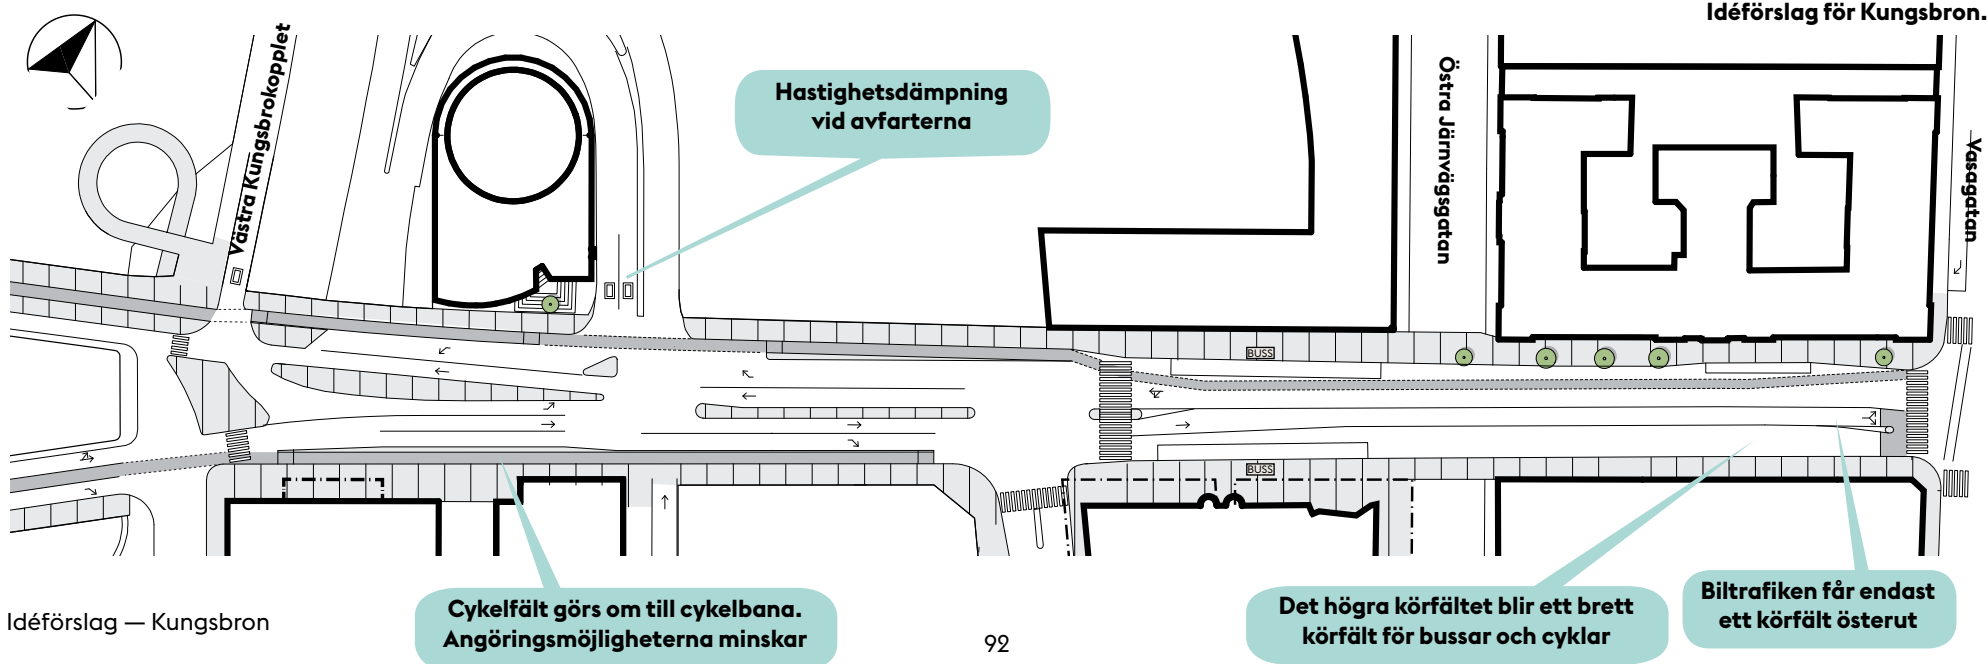 Idéförslag för Kungsbron.
Västra Kungsbrokopplet
Hastighetsdämpning
vid avfarterna
Östra Järnvägsgatan
Vasagatan
BUSS
BUSS
Cykelfält görs om till cykelbana.
Angöringsmöjligheterna minskar
Det högra körfältet blir ett brett
körfält för bussar och cyklar
Biltrafiken får endast
ett körfält österut
Idéförslag — Kungsbron
92